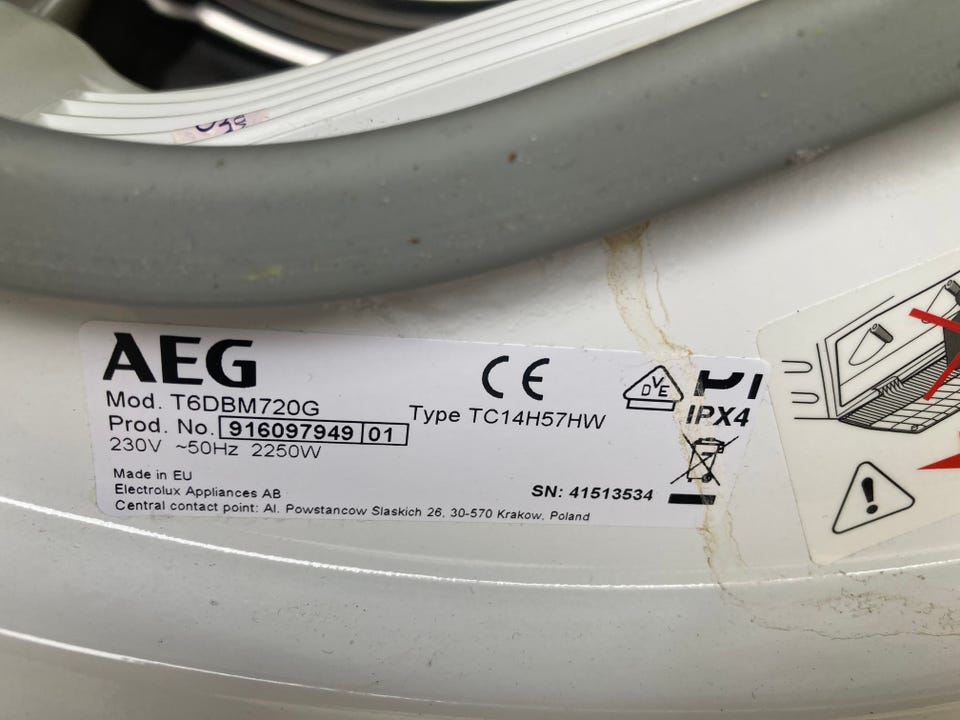 AEG
Mod. T6DBM720G
Type TC14H57HW
Prod. No. 916097949 01
230V ~50Hz 2250W
Made in EU
Electrolux Appliances AB
Central contact point: Al. Powstancow Slaskich 26, 30-570 Krakow, Poland
SN: 41513534
CE
VDE
IPX4